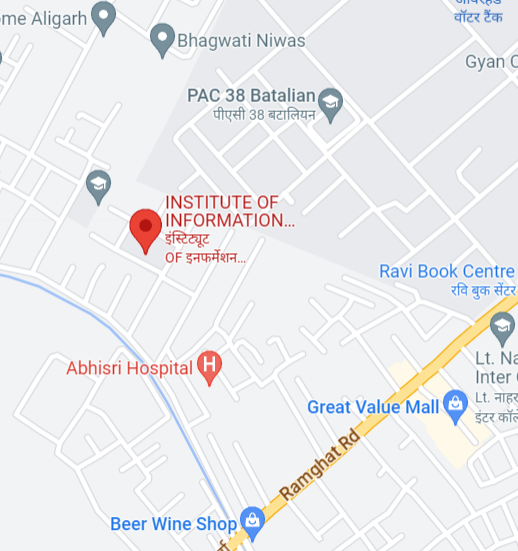 me Aligarh
वॉटर टैंक
Bhagwati Niwas
Gyan
PAC 38 Batalian
पीएसी 38 बटालियन
INSTITUTE OF
INFORMATION...
इंस्टिट्यूट
OF इनफर्मेशन...
Ravi Book Centre
रवि बुक सेंटर
Abhisri Hospital
Lt. Na
Inter
Lt. नाहर
इंटर कॉले
Great Value Mall
Ramghat Rd
Beer Wine Shop